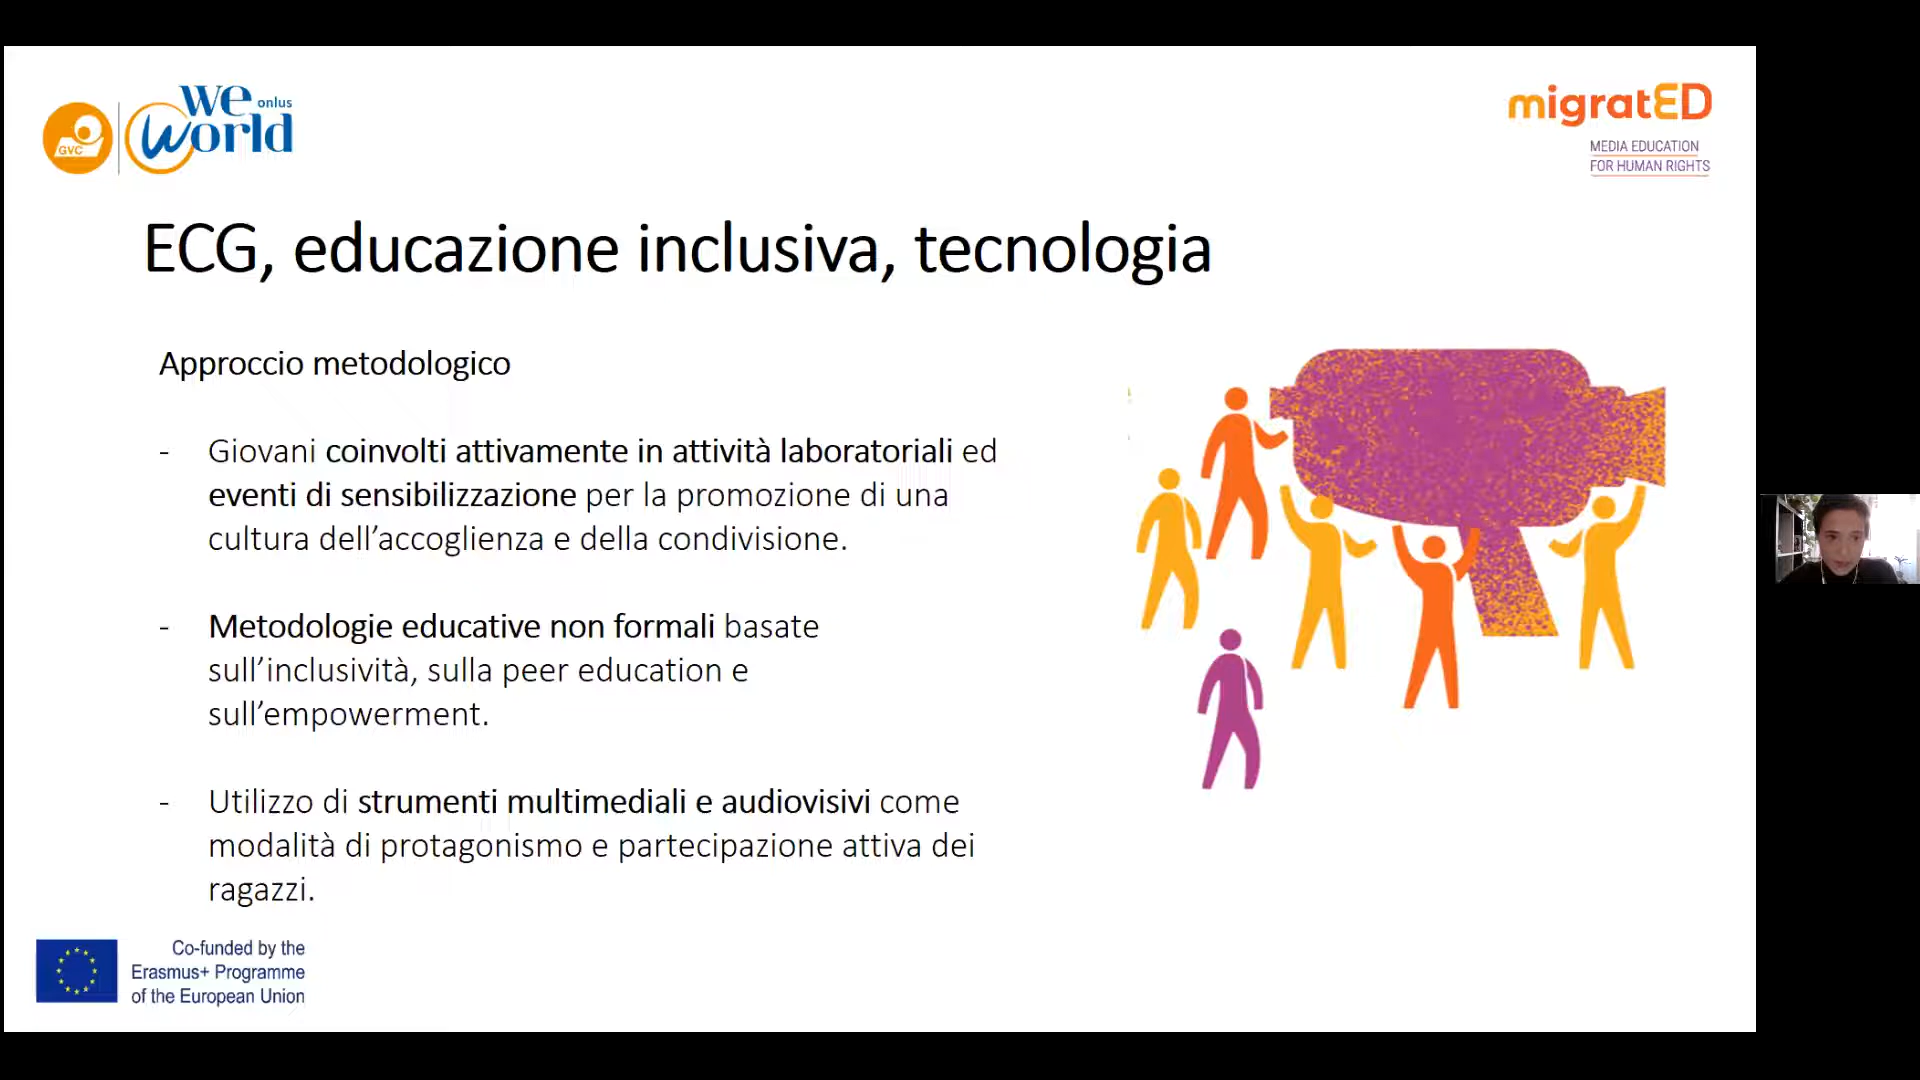 GVC
we onlus
world
migratED
MEDIA EDUCATION
FOR HUMAN RIGHTS
ECG, educazione inclusiva, tecnologia
Approccio metodologico
- Giovani coinvolti attivamente in attività laboratoriali ed
eventi di sensibilizzazione per la promozione di una
cultura dell’accoglienza e della condivisione.
- Metodologie educative non formali basate
sull’inclusività, sulla peer education e
sull’empowerment.
- Utilizzo di strumenti multimediali e audiovisivi come
modalità di protagonismo e partecipazione attiva dei
ragazzi.
Co-funded by the
Erasmus+ Programme
of the European Union